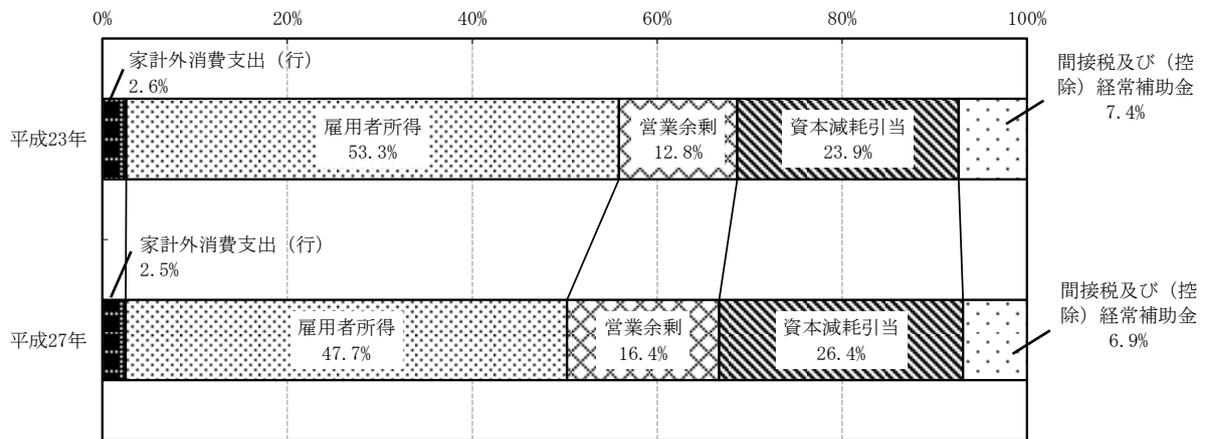 0%
20%
40%
60%
80%
100%
家計外消費支出（行）
2.6%
間接税及び（控
除）経常補助金
7.4%
平成23年
雇用者所得
53.3%
営業余剰
12.8%
資本減耗引当
23.9%
家計外消費支出（行）
2.5%
間接税及び（控
除）経常補助金
6.9%
平成27年
雇用者所得
47.7%
営業余剰
16.4%
資本減耗引当
26.4%